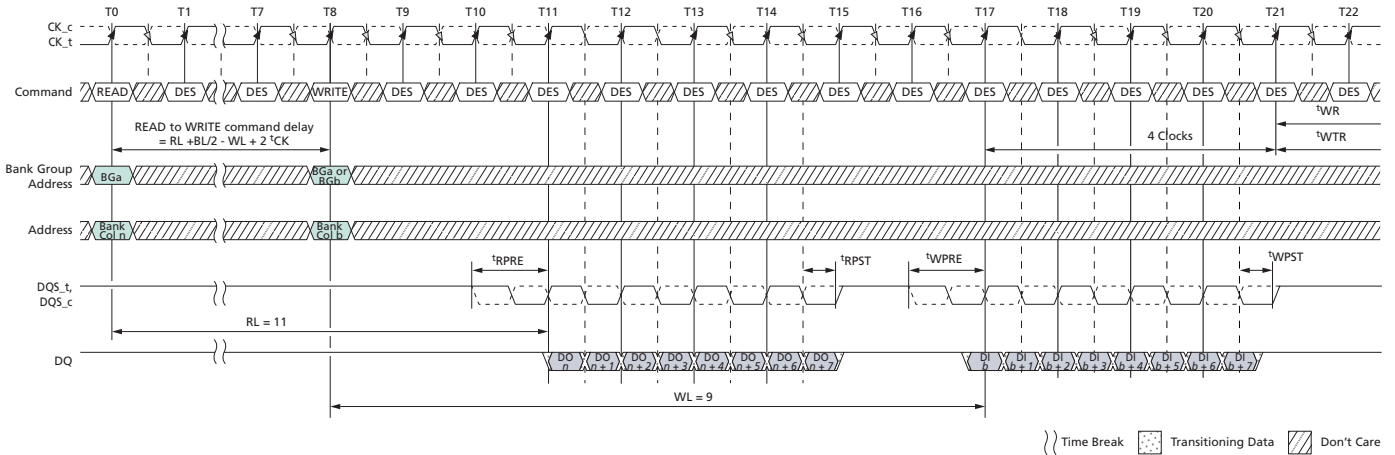 T0 T1 T7 T8 T9 T10 T11 T12 T13 T14 T15 T16 T17 T18 T19 T20 T21 T22
CK_c
CK_t
Command READ DES DES WRITE DES DES DES DES DES DES DES DES DES DES DES DES DES DES
tWR
READ to WRITE command delay
= RL +BL/2 - WL + 2 tCK
4 Clocks
tWTR
Bank Group
Address
BGa
BGa or
BGb
Address
Bank
Col n
Bank
Col b
tRPRE tRPST tWPRE tWPST
DQS_t,
DQS_c
RL = 11
DQ
DO
n
DO
n + 1
DO
n + 2
DO
n + 3
DO
n + 4
DO
n + 5
DO
n + 6
DO
n + 7
DI
b
DI
b + 1
DI
b + 2
DI
b + 3
DI
b + 4
DI
b + 5
DI
b + 6
DI
b + 7
WL = 9
Time Break Transitioning Data Don't Care